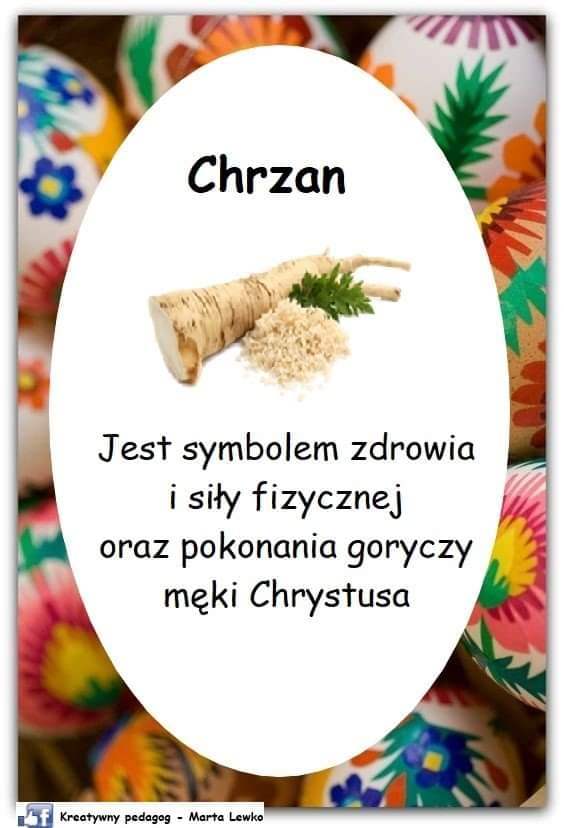 Chrzan
Jest symbolem zdrowia
i siły fizycznej
oraz pokonania goryczy
męki Chrystusa
Kreatywny pedagog - Marta Lewko